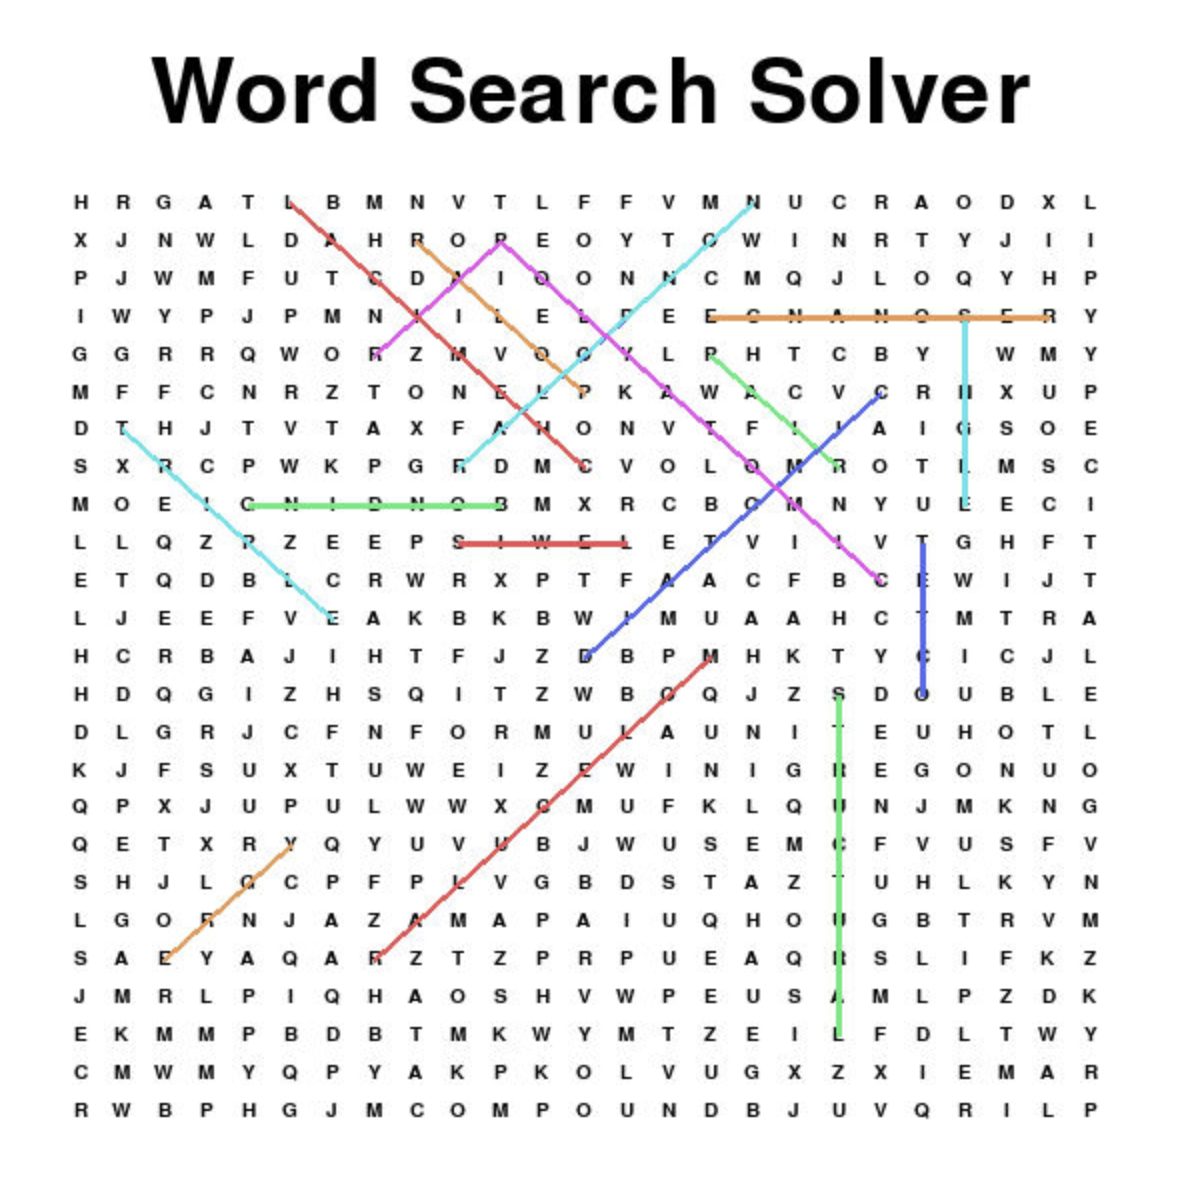 Word Search Solver
H R G A T L B M N V T L F F V M N U C R A O D X L
X J N W L D A H R O P E O Y T O W I N R T Y J I I
P J W M F U T C D A I O O N N C M Q J L O Q Y H P
I W Y P J P M N I I L E L P E E C N A N O S E R Y
G G R R Q W O R Z M V O O Y L P H T C B Y I W M Y
M F F C N R Z T O N E L P K A W A C V C R N X U P
D T H J T V T A X F A H O N V T F I I A I G S O E
S X R C P W K P G R D M C V O L O M R O T L M S C
M O E I G N I D N O B M X R C B O M N Y U E E C I
L L Q Z P Z E E P S I W E L E T V I I V T G H F T
E T Q D B L C R W R X P T F A A C F B C E W I J T
L J E E F V E A K B K B W I M U A A H C T M T R A
H C R B A J I H T F J Z D B P M H K T Y C I C J L
H D Q G I Z H S Q I T Z W B O Q J Z S D O U B L E
D L G R J C F N F O R M U L A U N I T E U H O T L
K J F S U X T U W E I Z E W I N I G R E G O N U O
Q P X J U P U L W W X C M U F K L Q U N J M K N G
Q E T X R Y Q Y U V U B J W U S E M C F V U S F V
S H J L G C P F P L V G B D S T A Z T U H L K Y N
L G O R N J A Z A M A P A I U Q H O U G B T R V M
S A E Y A Q A R Z T Z P R P U E A Q R S L I F K Z
J M R L P I Q H A O S H V W P E U S A M L P Z D K
E K M M P B D B T M K W Y M T Z E I L F D L T W Y
C M W M Y Q P Y A K P K O L V U G X Z X I E M A R
R W B P H G J M C O M P O U N D B J U V Q R I L P